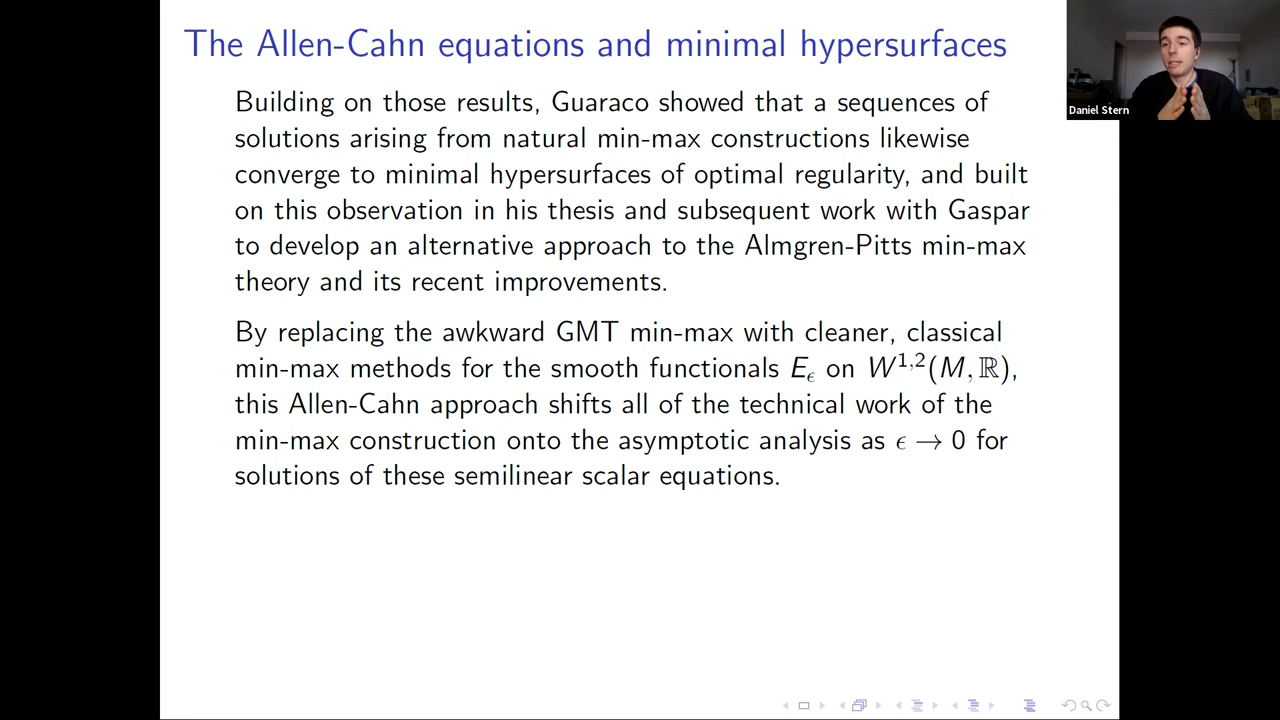 The Allen-Cahn equations and minimal hypersurfaces
Building on those results, Guaraco showed that a sequences of
solutions arising from natural min-max constructions likewise
converge to minimal hypersurfaces of optimal regularity, and built
on this observation in his thesis and subsequent work with Gaspar
to develop an alternative approach to the Almgren-Pitts min-max
theory and its recent improvements.
By replacing the awkward GMT min-max with cleaner, classical
min-max methods for the smooth functionals E_ϵ on W^{1,2}(M, ℝ),
this Allen-Cahn approach shifts all of the technical work of the
min-max construction onto the asymptotic analysis as ϵ → 0 for
solutions of these semilinear scalar equations.
Daniel Stern